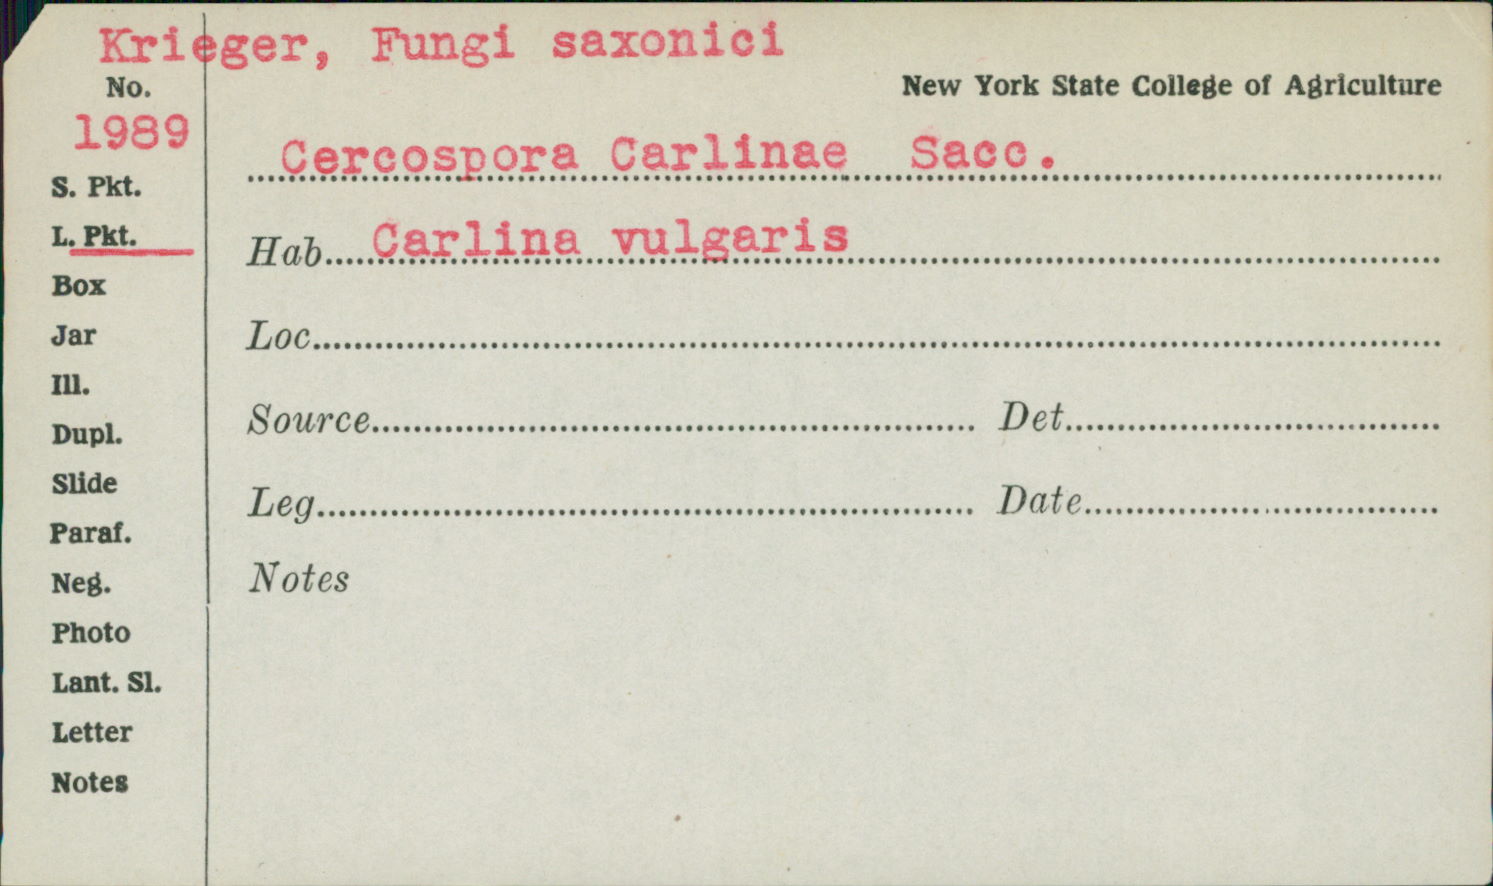 Krieger, Fungi saxonici
No.
New York State College of Agriculture
1989
Cercospora Carlinae Sacc.
S. Pkt.
L. Pkt.
Hab. Carlina vulgaris
Box
Jar
Loc.
Ill.
Dupl.
Source Det.
Slide
Leg. Date
Paraf.
Neg.
Notes
Photo
Lant. Sl.
Letter
Notes